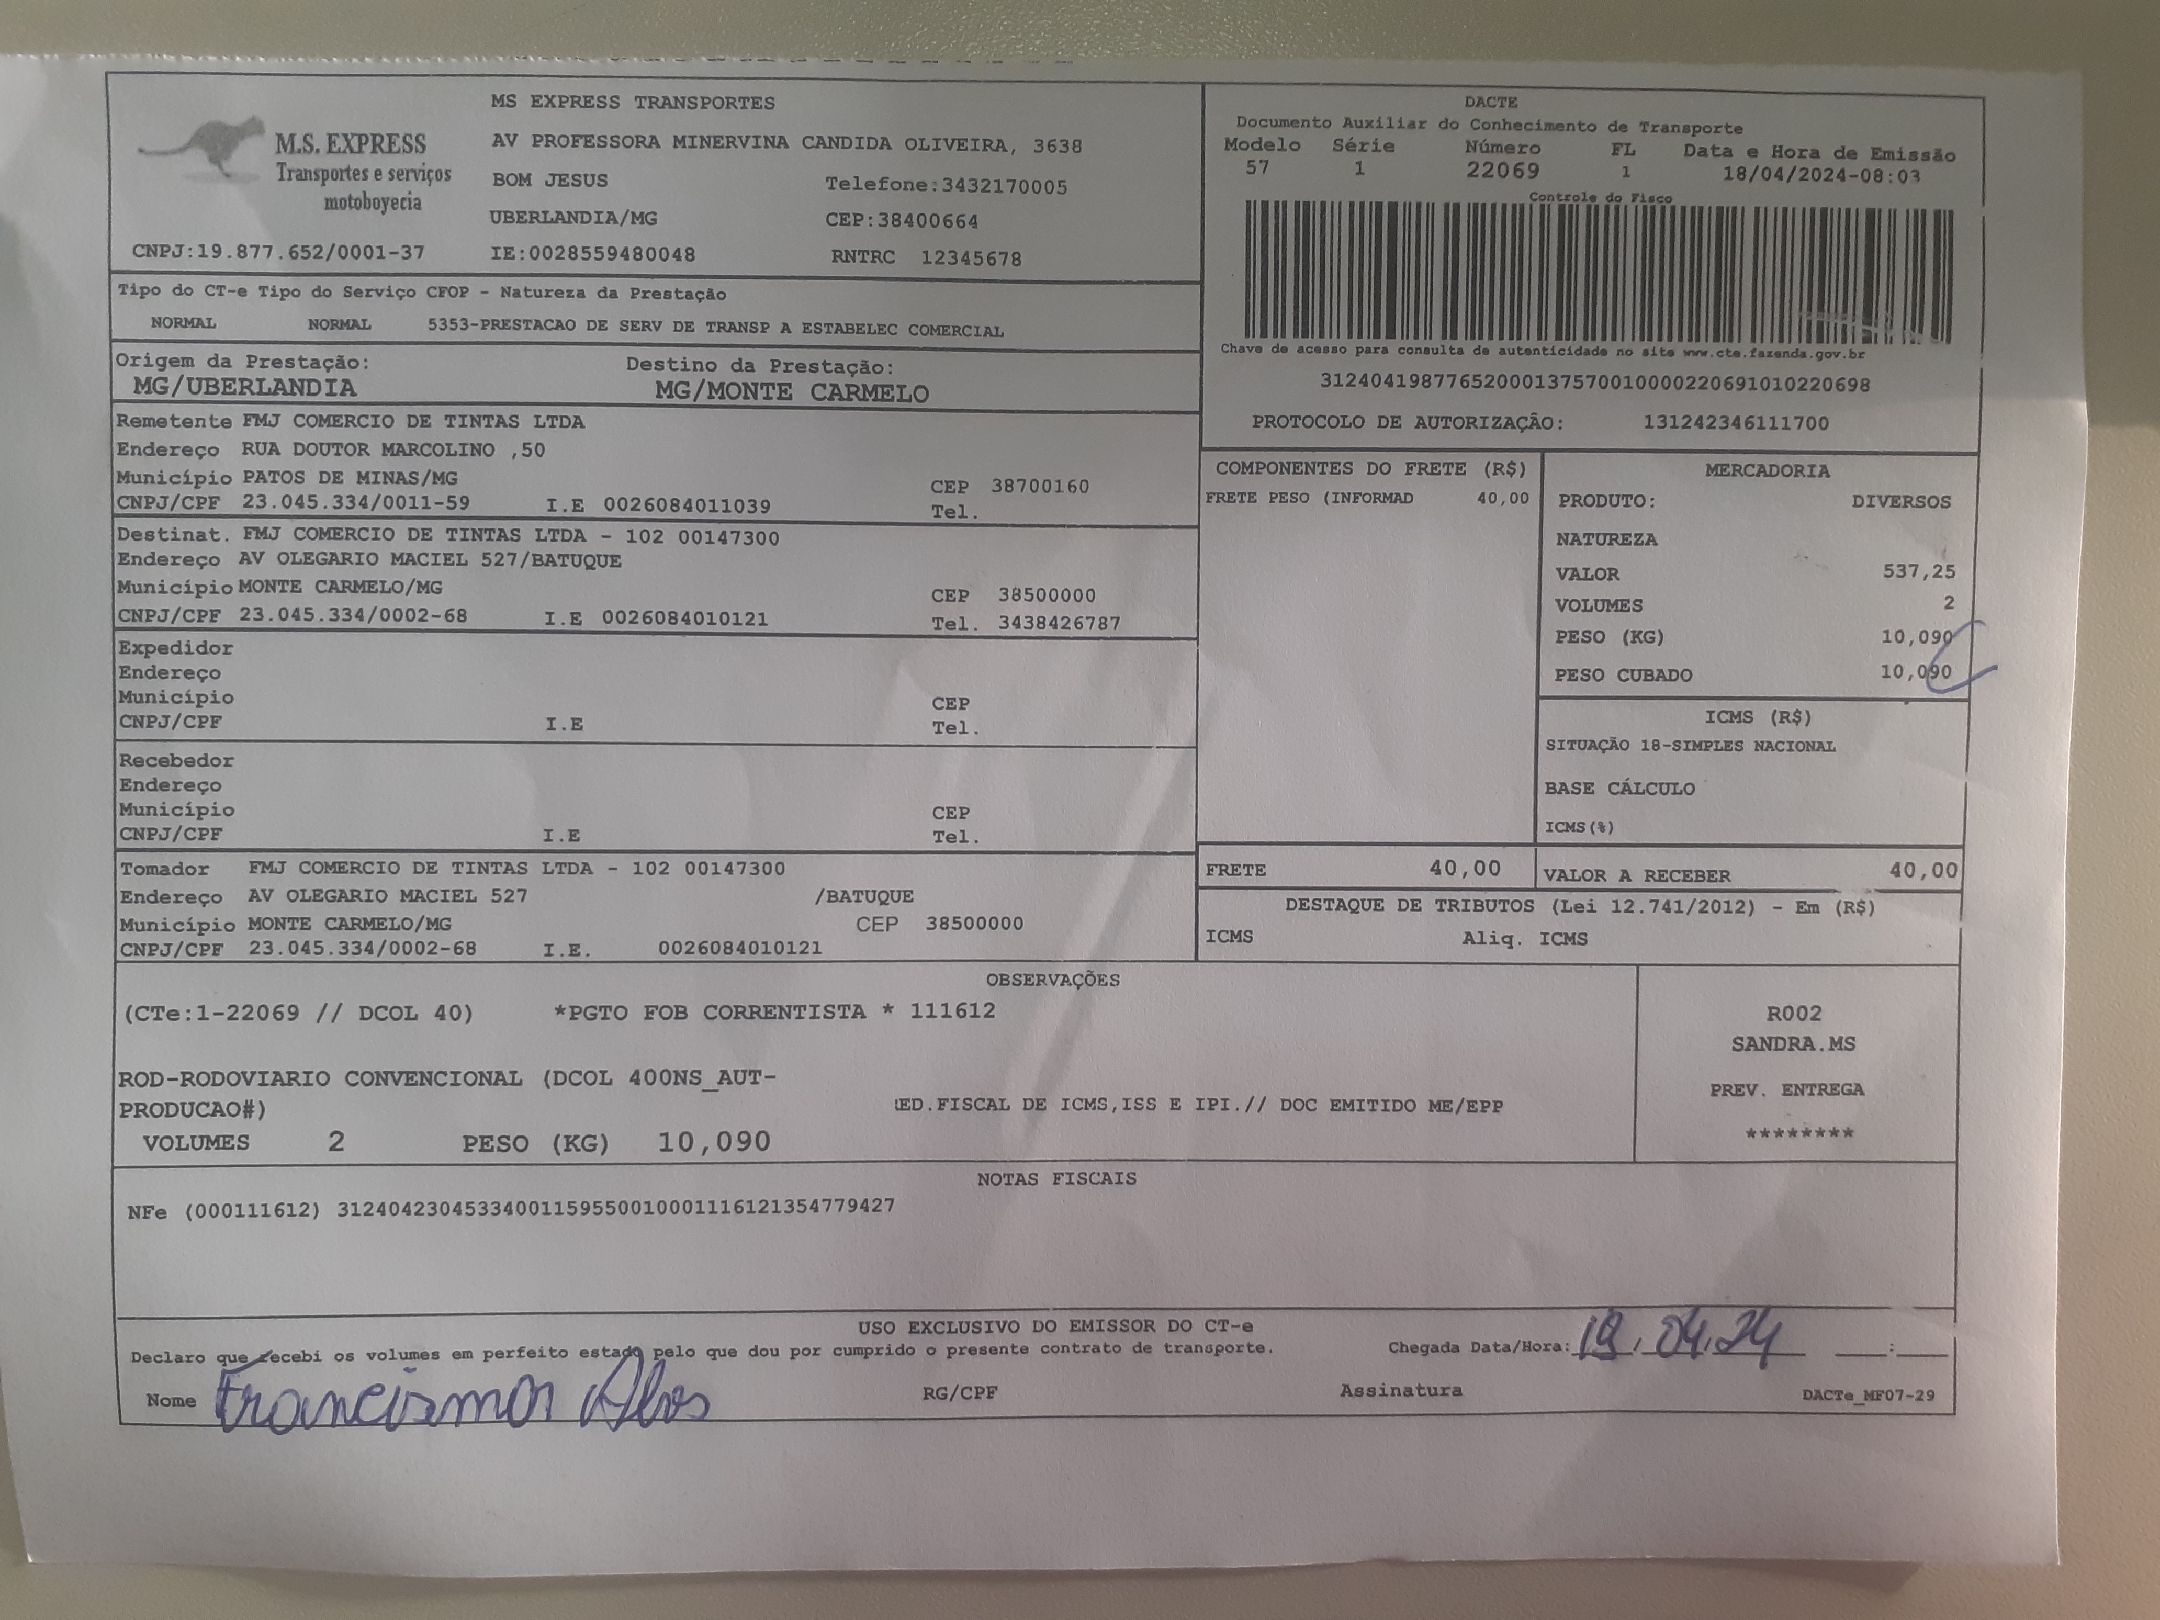 M.S. EXPRESS
Transportes e serviços
motoboyecia
CNPJ:19.877.652/0001-37
MS EXPRESS TRANSPORTES
AV PROFESSORA MINERVINA CANDIDA OLIVEIRA, 3638
BOM JESUS Telefone:3432170005
UBERLANDIA/MG CEP:38400664
IE:0028559480048 RNTRC 12345678
DACTE
Documento Auxiliar do Conhecimento de Transporte
Modelo Série Número FL Data e Hora de Emissão
57 1 22069 1 18/04/2024-08:03
Controle do Fisco
Chave de acesso para consulta de autenticidade no site www.cte.fazenda.gov.br
31240419877652000137570010000220691010220698
PROTOCOLO DE AUTORIZAÇÃO: 131242346111700
Tipo do CT-e Tipo do Serviço CFOP - Natureza da Prestação
NORMAL NORMAL 5353-PRESTACAO DE SERV DE TRANSP A ESTABELEC COMERCIAL
Origem da Prestação: Destino da Prestação:
MG/UBERLANDIA MG/MONTE CARMELO
Remetente FMJ COMERCIO DE TINTAS LTDA
Endereço RUA DOUTOR MARCOLINO ,50
Município PATOS DE MINAS/MG CEP 38700160
CNPJ/CPF 23.045.334/0011-59 I.E 0026084011039 Tel.
Destinat. FMJ COMERCIO DE TINTAS LTDA - 102 00147300
Endereço AV OLEGARIO MACIEL 527/BATUQUE
Município MONTE CARMELO/MG CEP 38500000
CNPJ/CPF 23.045.334/0002-68 I.E 0026084010121 Tel. 3438426787
Expedidor
Endereço
Município CEP
CNPJ/CPF I.E Tel.
Recebedor
Endereço
Município CEP
CNPJ/CPF I.E Tel.
Tomador FMJ COMERCIO DE TINTAS LTDA - 102 00147300
Endereço AV OLEGARIO MACIEL 527 /BATUQUE
Município MONTE CARMELO/MG CEP 38500000
CNPJ/CPF 23.045.334/0002-68 I.E. 0026084010121
COMPONENTES DO FRETE (R$)
FRETE PESO (INFORMAD 40,00
MERCADORIA
PRODUTO: DIVERSOS
NATUREZA
VALOR 537,25
VOLUMES 2
PESO (KG) 10,090
PESO CUBADO 10,090
ICMS (R$)
SITUAÇÃO 18-SIMPLES NACIONAL
BASE CÁLCULO
ICMS(%)
FRETE 40,00 VALOR A RECEBER 40,00
DESTAQUE DE TRIBUTOS (Lei 12.741/2012) - Em (R$)
ICMS Aliq. ICMS
OBSERVAÇÕES
(CTe:1-22069 // DCOL 40) *PGTO FOB CORRENTISTA * 111612
ROD-RODOVIARIO CONVENCIONAL (DCOL 400NS_AUT-
PRODUCAO#) ED.FISCAL DE ICMS,ISS E IPI.// DOC EMITIDO ME/EPP
VOLUMES 2 PESO (KG) 10,090
R002
SANDRA.MS
PREV. ENTREGA
********
NOTAS FISCAIS
NFe (000111612) 31240423045334001159550010001116121354779427
USO EXCLUSIVO DO EMISSOR DO CT-e
Declaro que recebi os volumes em perfeito estado pelo que dou por cumprido o presente contrato de transporte. Chegada Data/Hora: 19.04.24 ___:___
Nome Francismar Alves RG/CPF Assinatura DACTe_MF07-29